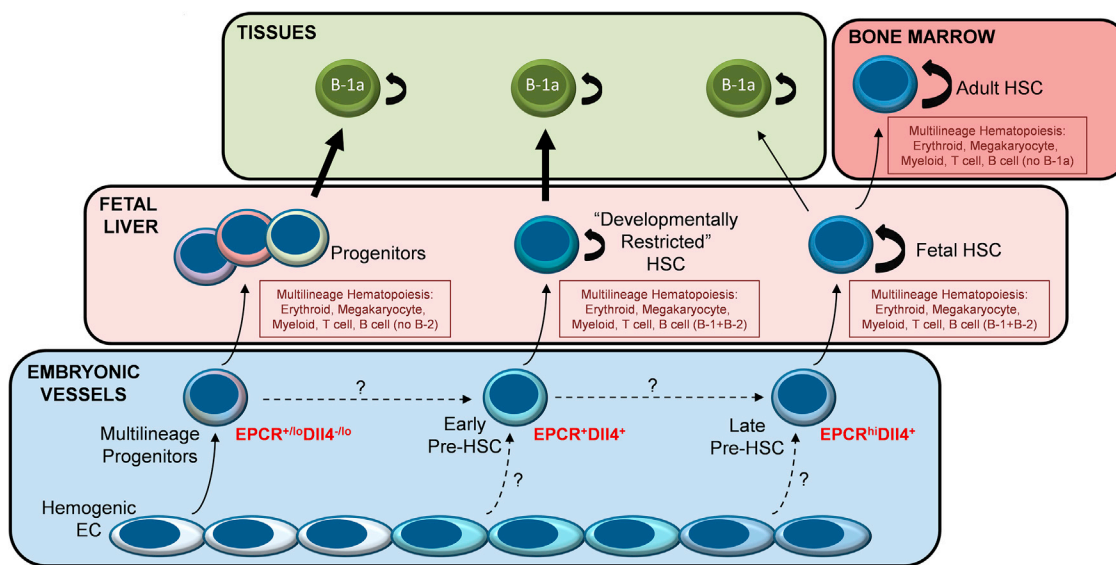 TISSUES
BONE MARROW
B-1a
B-1a
B-1a
Adult HSC
Multilineage Hematopoiesis:
Erythroid, Megakaryocyte,
Myeloid, T cell, B cell (no B-1a)
FETAL
LIVER
Progenitors
“Developmentally
Restricted”
HSC
Fetal HSC
Multilineage Hematopoiesis:
Erythroid, Megakaryocyte,
Myeloid, T cell, B cell (no B-2)
Multilineage Hematopoiesis:
Erythroid, Megakaryocyte,
Myeloid, T cell, B cell (B-1+B-2)
Multilineage Hematopoiesis:
Erythroid, Megakaryocyte,
Myeloid, T cell, B cell (B-1+B-2)
EMBRYONIC
VESSELS
?
?
Multilineage
Progenitors
EPCR+/loDll4-/lo
Early
Pre-HSC
EPCR+Dll4+
Late
Pre-HSC
EPCRhiDll4+
?
?
Hemogenic
EC